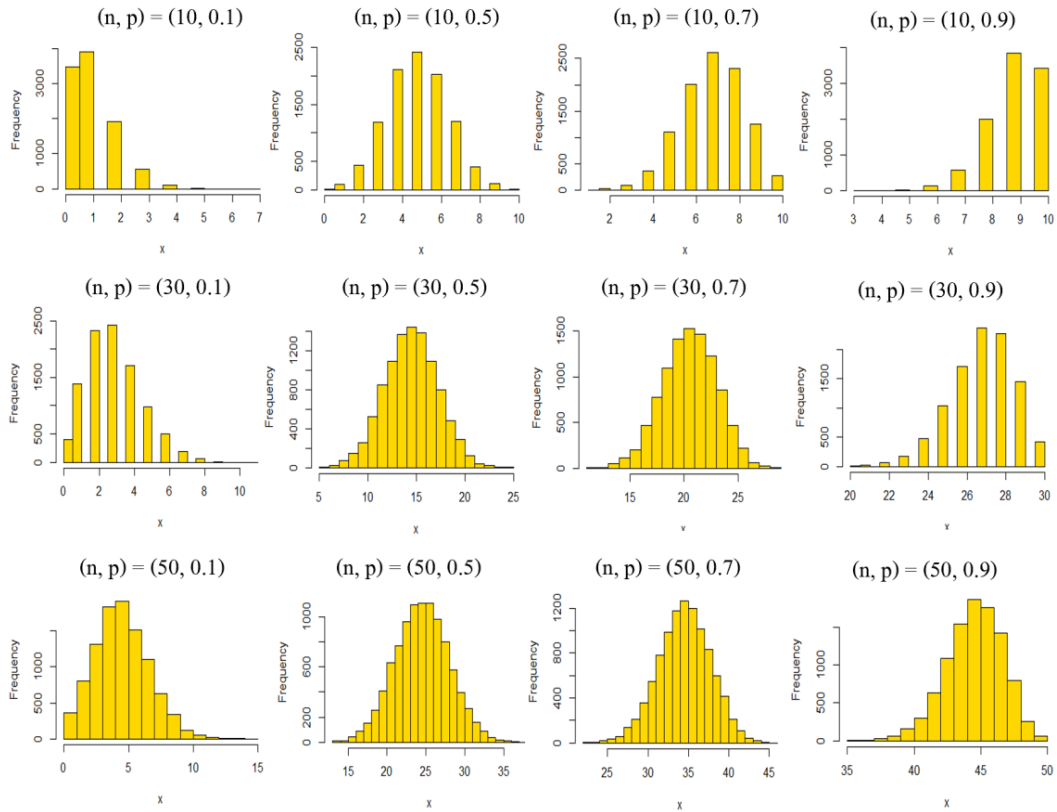 (n, p) = (10, 0.1)
Frequency
0 1000 3000
0 1 2 3 4 5 6 7
x
(n, p) = (10, 0.5)
Frequency
0 500 1500 2500
0 2 4 6 8 10
x
(n, p) = (10, 0.7)
Frequency
0 500 1500 2500
2 4 6 8 10
x
(n, p) = (10, 0.9)
Frequency
0 1000 3000
3 4 5 6 7 8 9 10
x
(n, p) = (30, 0.1)
Frequency
0 500 1500 2500
0 2 4 6 8 10
x
(n, p) = (30, 0.5)
Frequency
0 400 800 1200
5 10 15 20 25
x
(n, p) = (30, 0.7)
Frequency
0 500 1000 1500
15 20 25
x
(n, p) = (30, 0.9)
Frequency
0 500 1500
20 22 24 26 28 30
x
(n, p) = (50, 0.1)
Frequency
0 500 1000
0 5 10 15
x
(n, p) = (50, 0.5)
Frequency
0 200 600 1000
15 20 25 30 35
x
(n, p) = (50, 0.7)
Frequency
0 400 800 1200
25 30 35 40 45
x
(n, p) = (50, 0.9)
Frequency
0 500 1000
35 40 45 50
x